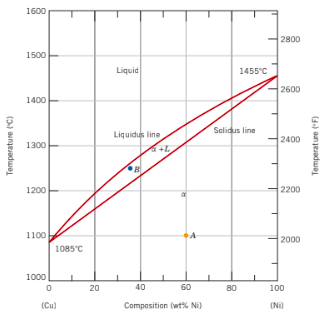 1600
1500
1400
1300
1200
1100
1000
Temperature (°C)
2800
2600
2400
2200
2000
Temperature (°F)
Liquid
1455°C
Liquidus line
Solidus line
α + L
B
α
A
1085°C
0
20
40
60
80
100
(Cu)
Composition (wt% Ni)
(Ni)